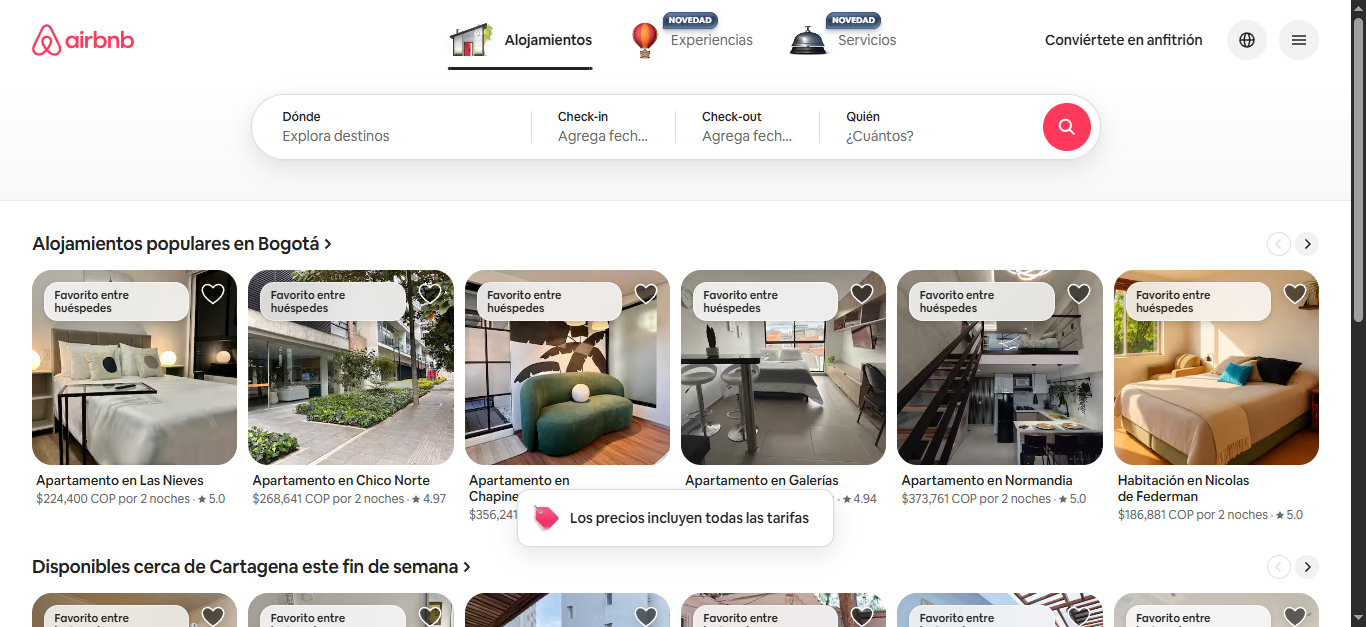 airbnb
Alojamientos
NOVEDAD
Experiencias
NOVEDAD
Servicios
Conviértete en anfitrión
Dónde
Explora destinos
Check-in
Agrega fech...
Check-out
Agrega fech...
Quién
¿Cuántos?
Alojamientos populares en Bogotá
Favorito entre
huéspedes
Favorito entre
huéspedes
Favorito entre
huéspedes
Favorito entre
huéspedes
Favorito entre
huéspedes
Favorito entre
huéspedes
Apartamento en Las Nieves
$224,400 COP por 2 noches · ★ 5.0
Apartamento en Chico Norte
$268,641 COP por 2 noches · ★ 4.97
Apartamento en
Chapine
$356,241
Apartamento en Galerías
· ★ 4.94
Apartamento en Normandia
$373,761 COP por 2 noches · ★ 5.0
Habitación en Nicolas
de Federman
$186,881 COP por 2 noches · ★ 5.0
Los precios incluyen todas las tarifas
Disponibles cerca de Cartagena este fin de semana
Favorito entre
Favorito entre
Favorito entre
Favorito entre
Favorito entre
Favorito entre